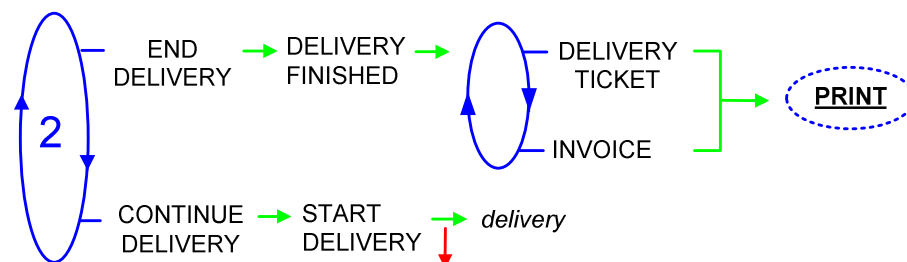 END
DELIVERY
DELIVERY
FINISHED
DELIVERY
TICKET
PRINT
2
INVOICE
CONTINUE
DELIVERY
START
DELIVERY
delivery